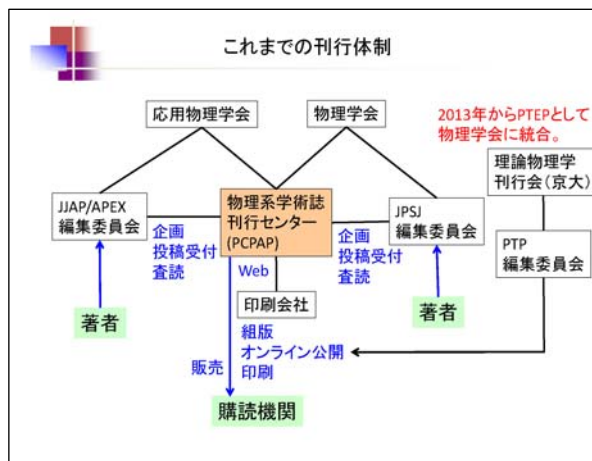 これまでの刊行体制
応用物理学会
物理学会
2013年からPTEPとして
物理学会に統合。
理論物理学
刊行会(京大)
JJAP/APEX
編集委員会
物理系学術誌
刊行センター
(PCPAP)
JPSJ
編集委員会
企画
投稿受付
査読
企画
投稿受付
査読
PTP
編集委員会
Web
印刷会社
著者
著者
組版
オンライン公開
印刷
販売
購読機関